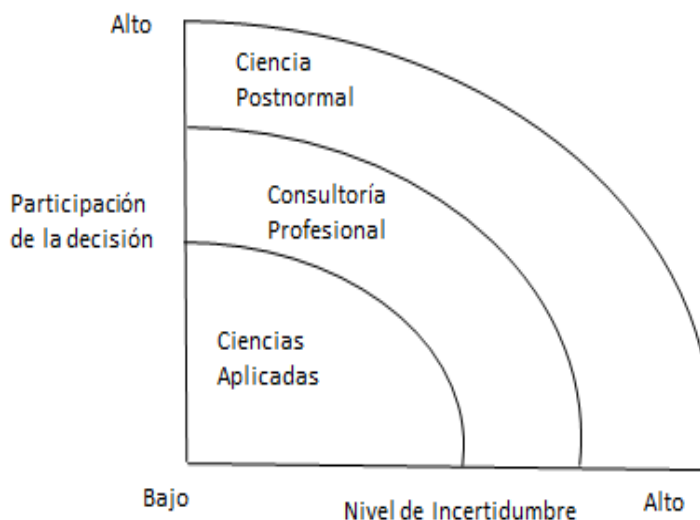 Alto
Ciencia
Postnormal
Participación
de la decisión
Consultoría
Profesional
Ciencias
Aplicadas
Bajo
Nivel de Incertidumbre
Alto